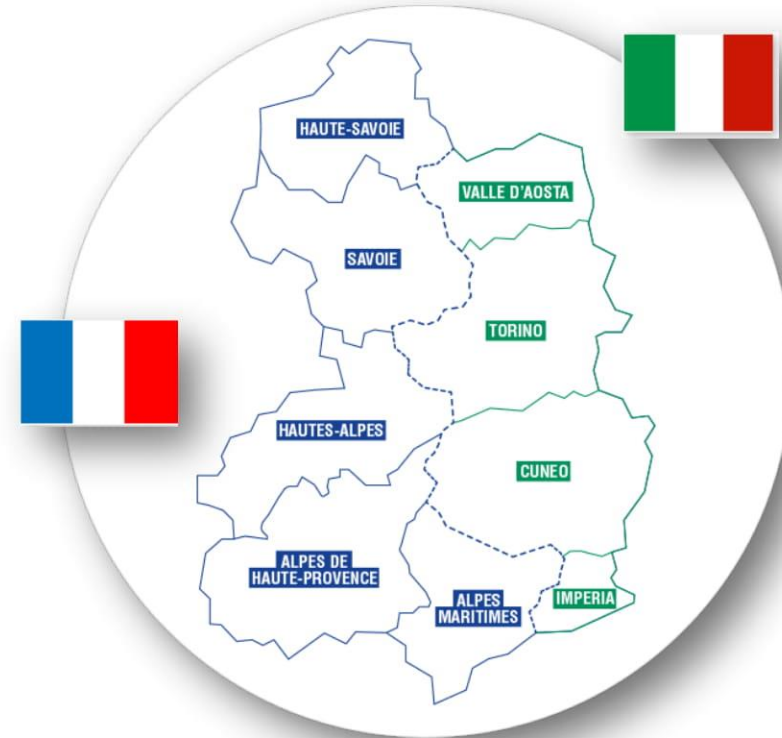 HAUTE-SAVOIE
VALLE D'AOSTA
SAVOIE
TORINO
HAUTES-ALPES
CUNEO
ALPES DE
HAUTE-PROVENCE
ALPES
MARITIMES
IMPERIA